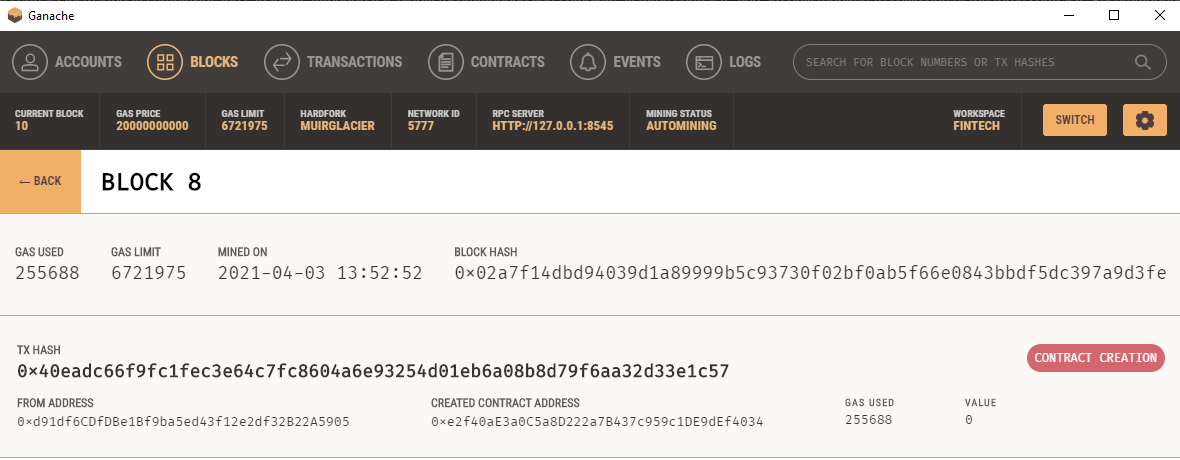 Ganache
ACCOUNTS BLOCKS TRANSACTIONS CONTRACTS EVENTS LOGS SEARCH FOR BLOCK NUMBERS OR TX HASHES
CURRENT BLOCK GAS PRICE GAS LIMIT HARDFORK NETWORK ID RPC SERVER MINING STATUS WORKSPACE
10 20000000000 6721975 MUIRGLACIER 5777 HTTP://127.0.0.1:8545 AUTOMINING FINTECH SWITCH
← BACK BLOCK 8
GAS USED GAS LIMIT MINED ON BLOCK HASH
255688 6721975 2021-04-03 13:52:52 0×02a7f14dbd94039d1a89999b5c93730f02bf0ab5f66e0843bbdf5dc397a9d3fe
TX HASH
0×40eadc66f9fc1fec3e64c7fc8604a6e93254d01eb6a08b8d79f6aa32d33e1c57 CONTRACT CREATION
FROM ADDRESS CREATED CONTRACT ADDRESS GAS USED VALUE
0×d91df6CDfDBe1Bf9ba5ed43f12e2df32B22A5905 0×e2f40aE3a0C5a8D222a7B437c959c1DE9dEf4034 255688 0